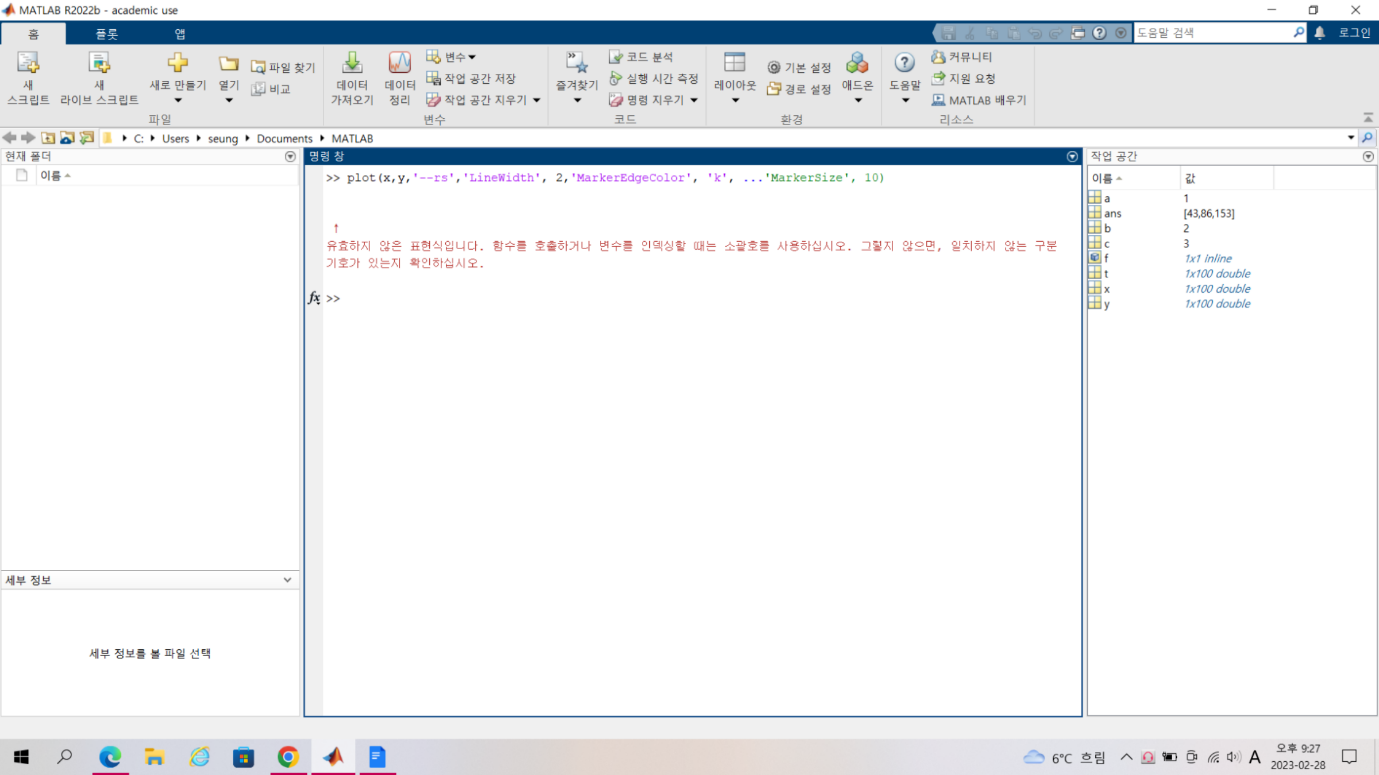 MATLAB R2022b - academic use
홈 플롯 앱
도움말 검색
로그인
새 스크립트
새 라이브 스크립트
새로 만들기
열기
파일 찾기
비교
파일
데이터 가져오기
데이터 정리
변수
작업 공간 저장
작업 공간 지우기
변수
즐겨찾기
코드 분석
실행 시간 측정
명령 지우기
코드
레이아웃
기본 설정
경로 설정
애드온
환경
도움말
커뮤니티
지원 요청
MATLAB 배우기
리소스
C: Users seung Documents MATLAB
현재 폴더
이름
세부 정보
세부 정보를 볼 파일 선택
명령 창
>> plot(x,y,'--rs','LineWidth', 2,'MarkerEdgeColor', 'k', ...'MarkerSize', 10)
↑
유효하지 않은 표현식입니다. 함수를 호출하거나 변수를 인덱싱할 때는 소괄호를 사용하십시오. 그렇지 않으면, 일치하지 않는 구분
기호가 있는지 확인하십시오.
fx >>
작업 공간
이름 값
a 1
ans [43,86,153]
b 2
c 3
f 1x1 inline
t 1x100 double
x 1x100 double
y 1x100 double
6°C 흐림
A
오후 9:27
2023-02-28